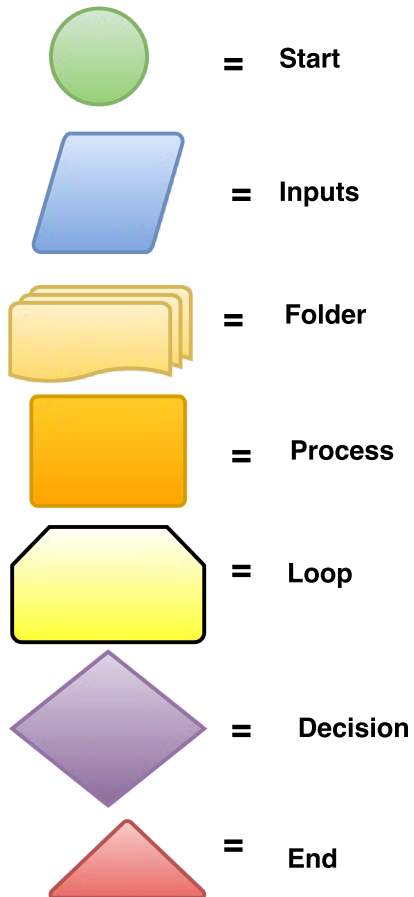 = Start
= Inputs
= Folder
= Process
= Loop
= Decision
= End